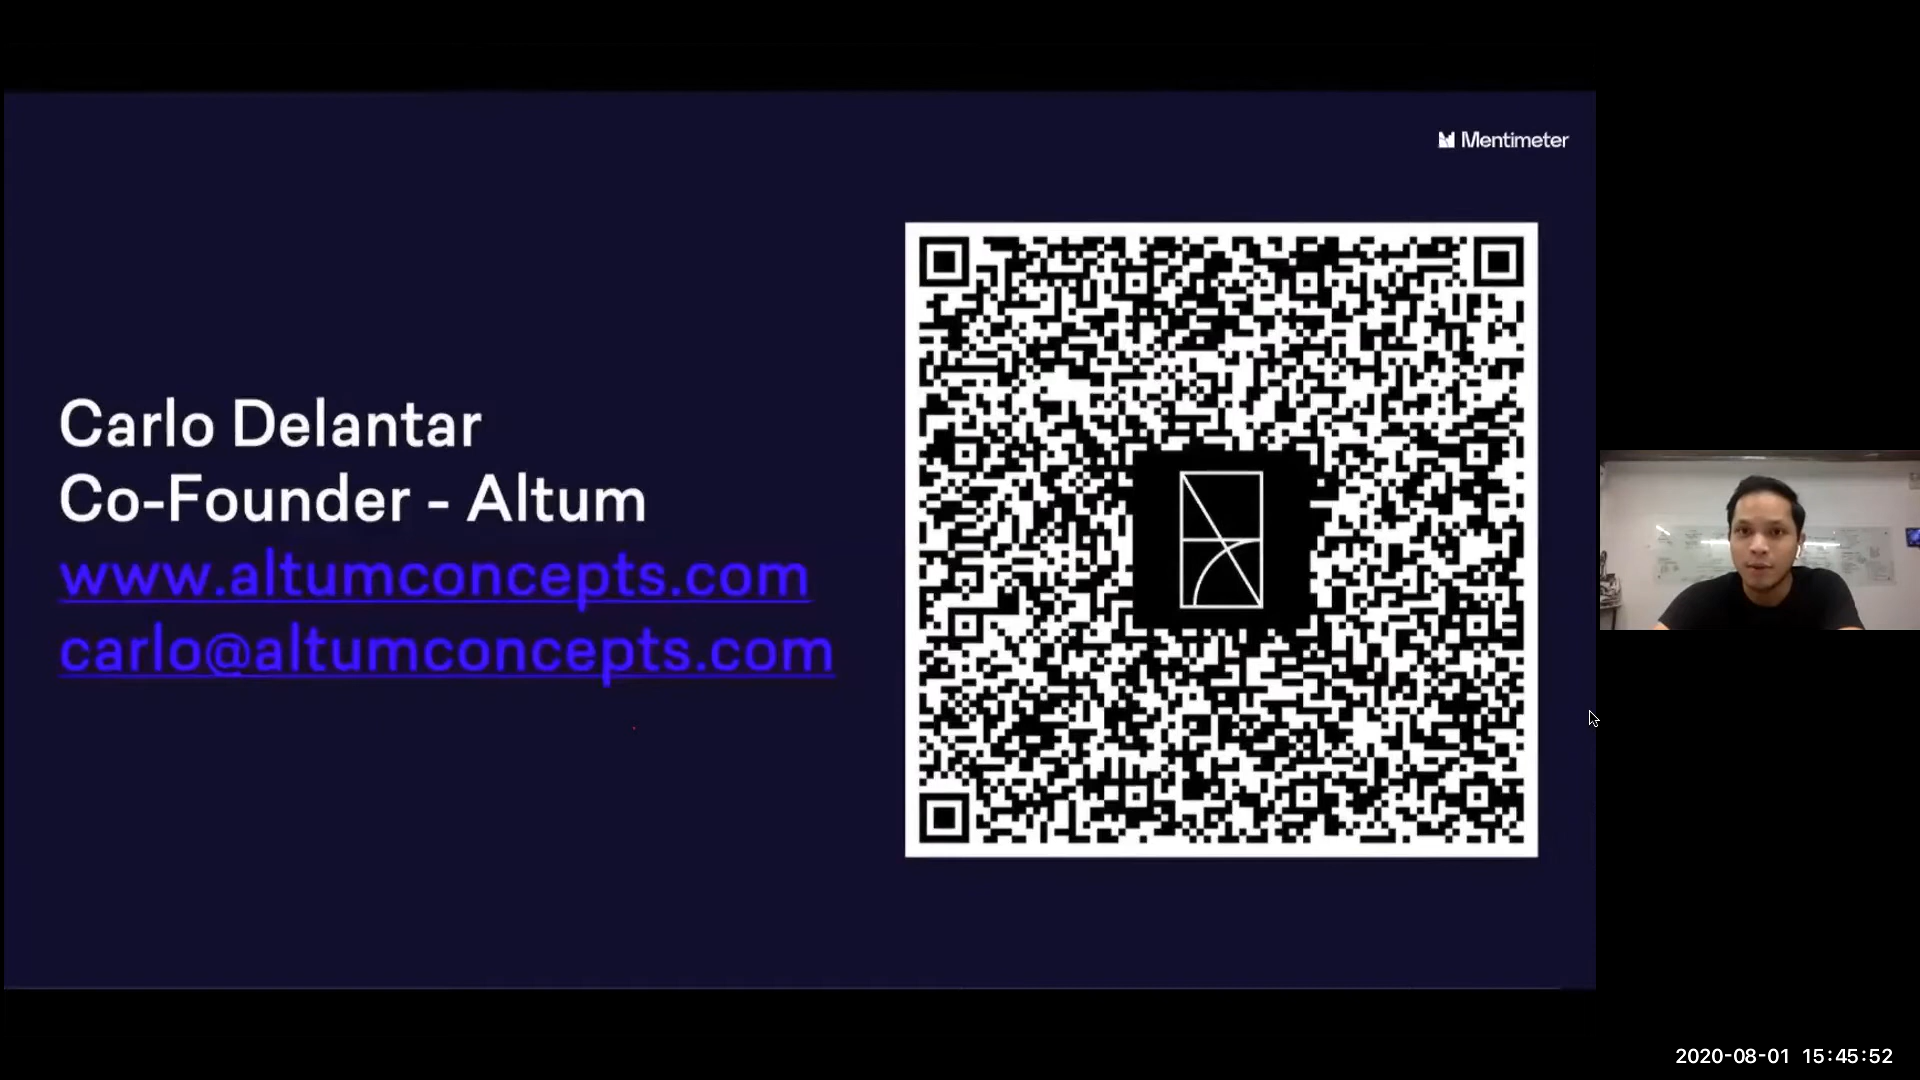 Mentimeter
Carlo Delantar
Co-Founder - Altum
www.altumconcepts.com
carlo@altumconcepts.com
2020-08-01 15:45:52